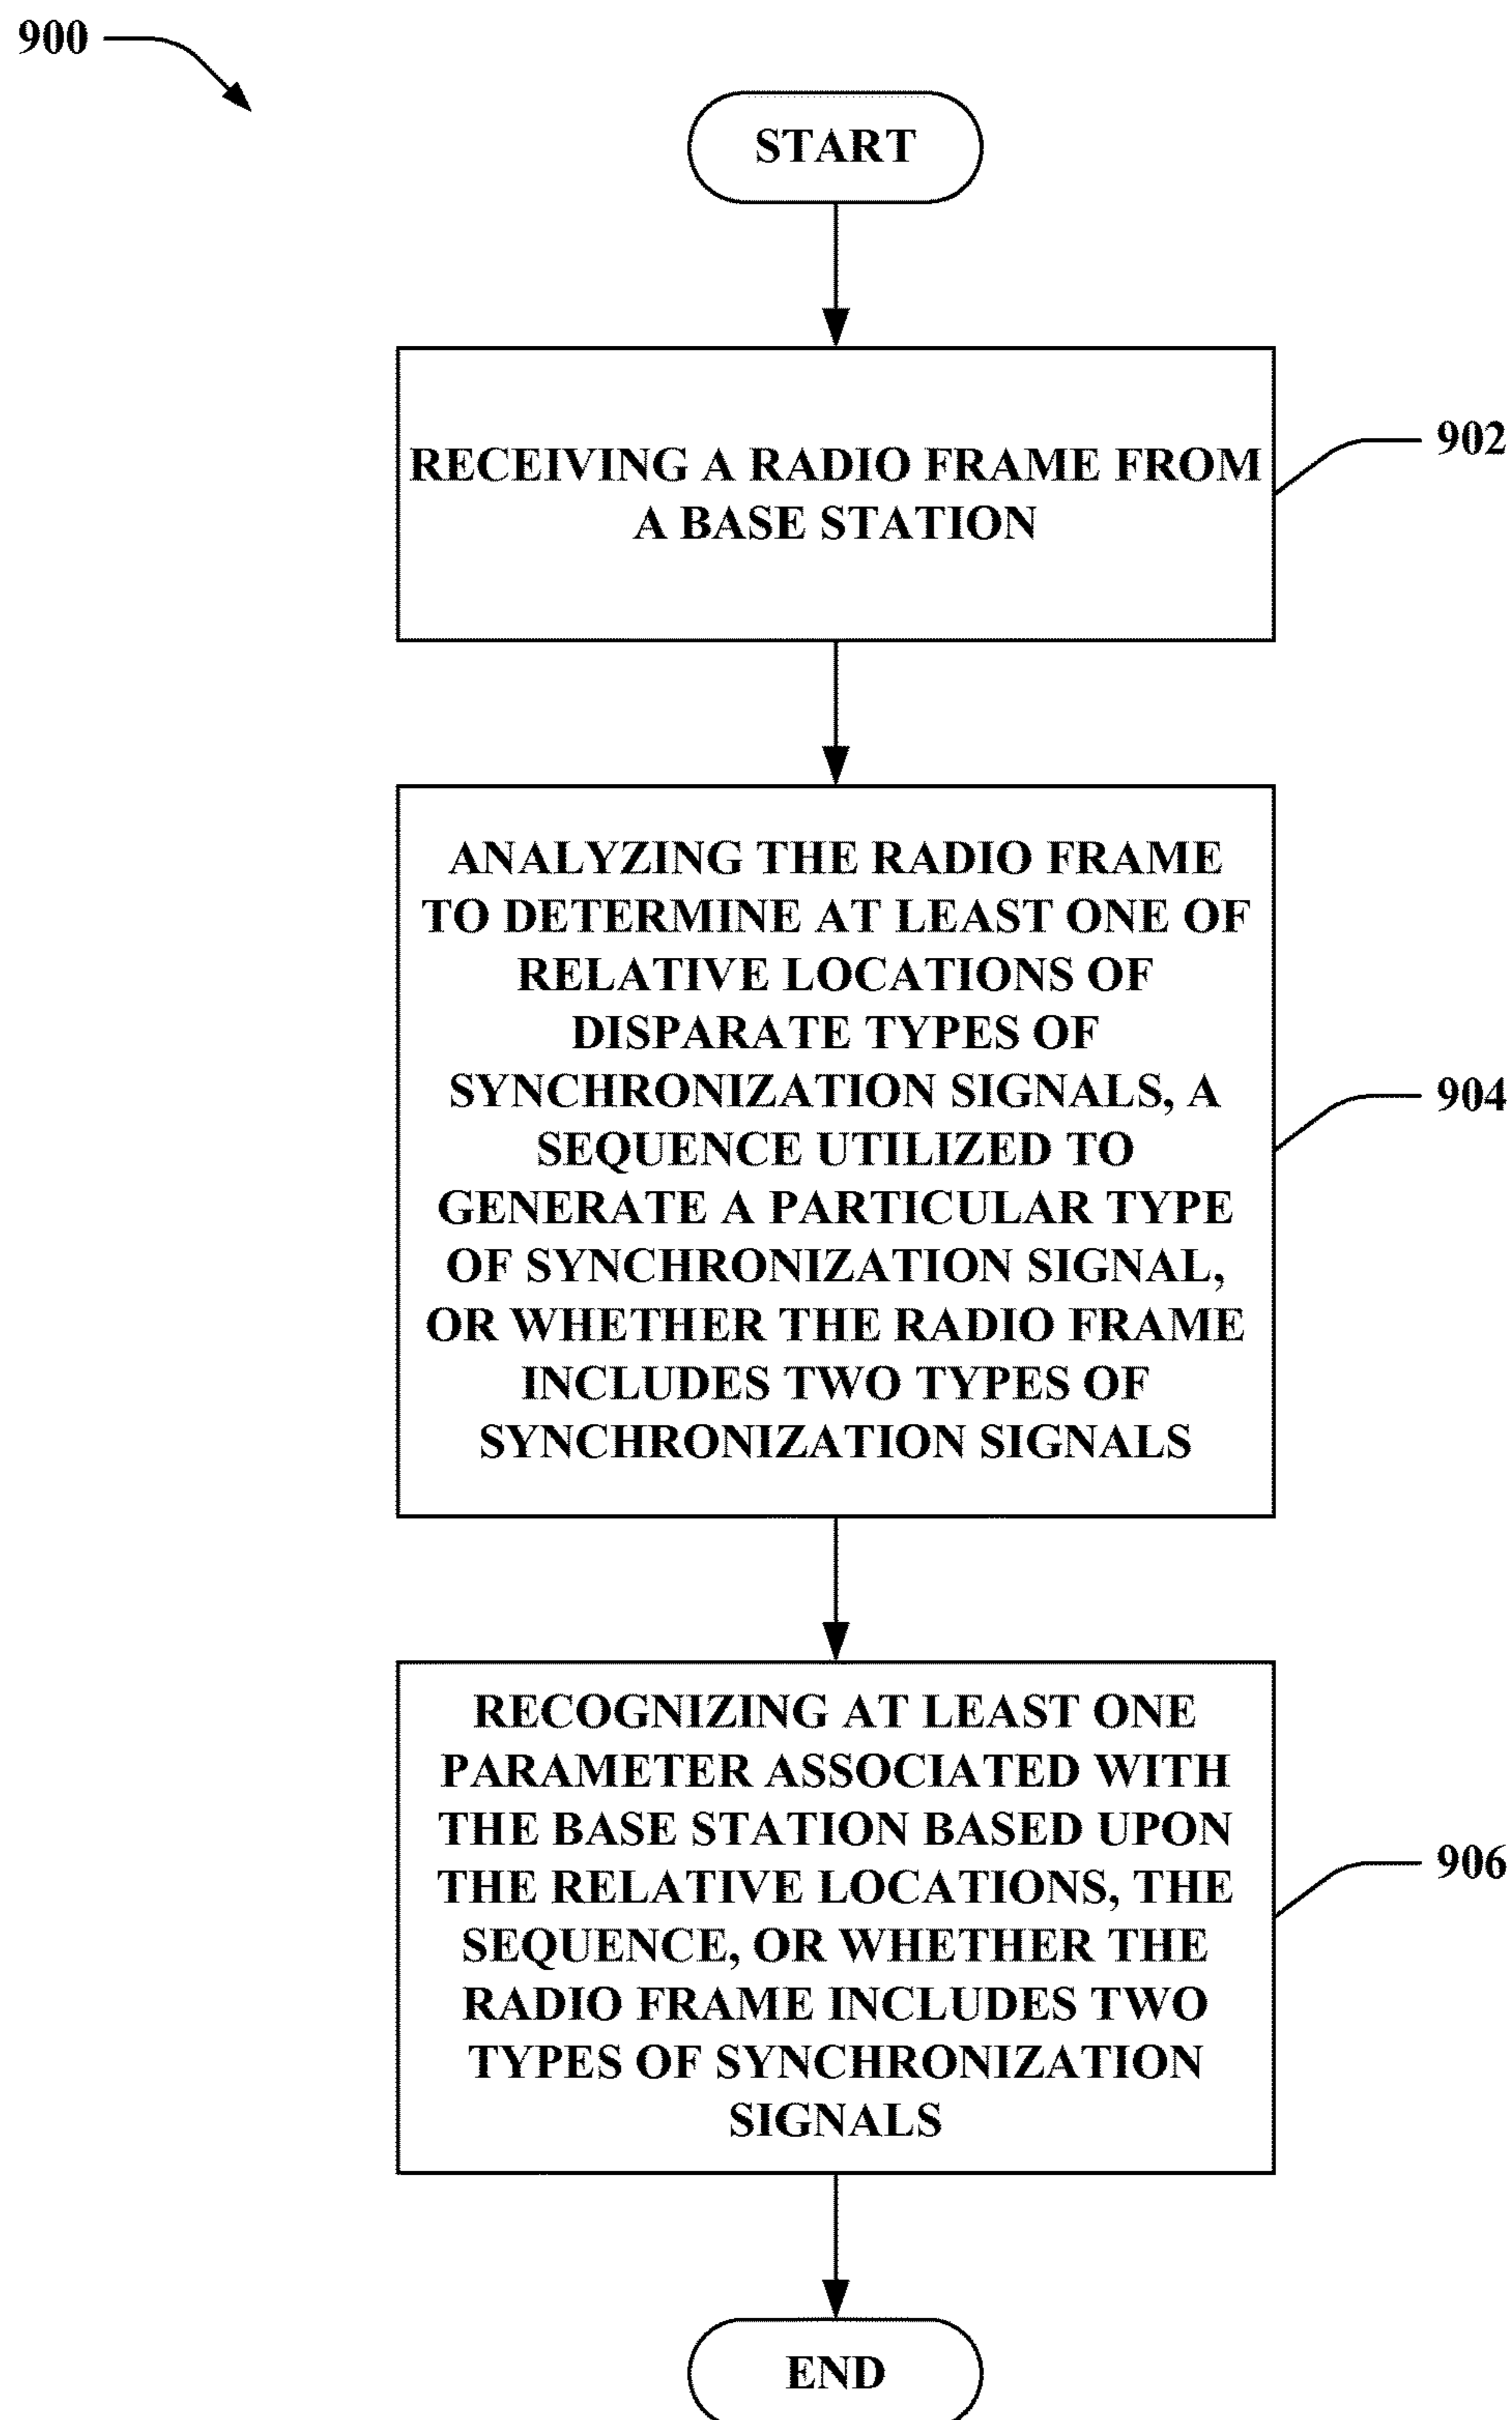 900
START
RECEIVING A RADIO FRAME FROM
A BASE STATION
902
ANALYZING THE RADIO FRAME
TO DETERMINE AT LEAST ONE OF
RELATIVE LOCATIONS OF
DISPARATE TYPES OF
SYNCHRONIZATION SIGNALS, A
SEQUENCE UTILIZED TO
GENERATE A PARTICULAR TYPE
OF SYNCHRONIZATION SIGNAL,
OR WHETHER THE RADIO FRAME
INCLUDES TWO TYPES OF
SYNCHRONIZATION SIGNALS
904
RECOGNIZING AT LEAST ONE
PARAMETER ASSOCIATED WITH
THE BASE STATION BASED UPON
THE RELATIVE LOCATIONS, THE
SEQUENCE, OR WHETHER THE
RADIO FRAME INCLUDES TWO
TYPES OF SYNCHRONIZATION
SIGNALS
906
END